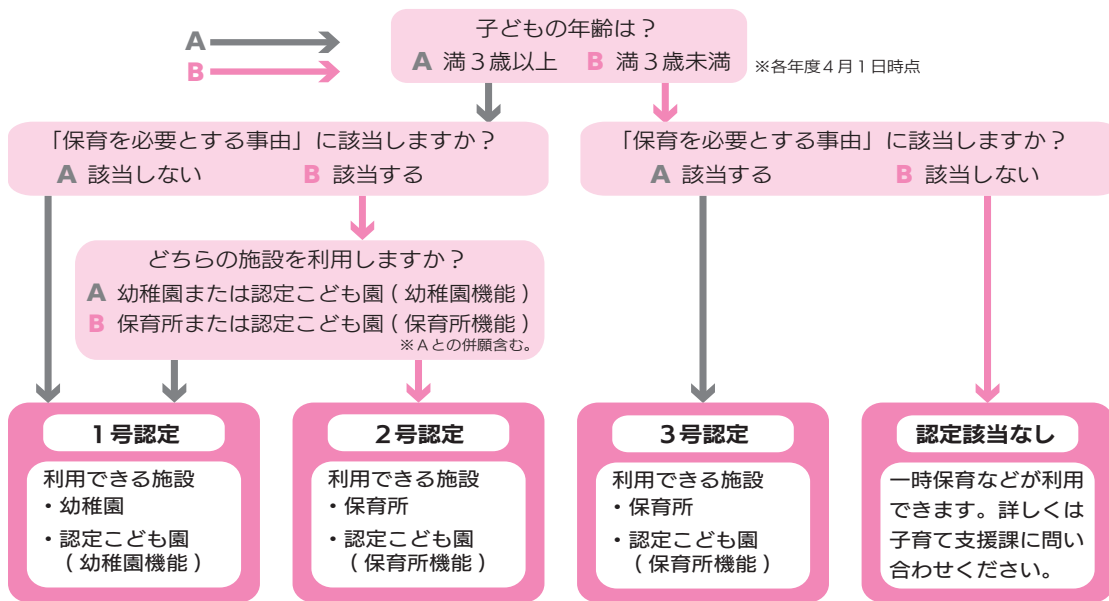 子どもの年齢は？
A
B
A 満３歳以上 B 満３歳未満
※各年度４月１日時点
「保育を必要とする事由」に該当しますか？
A 該当しない B 該当する
「保育を必要とする事由」に該当しますか？
A 該当する B 該当しない
どちらの施設を利用しますか？
A 幼稚園または認定こども園 ( 幼稚園機能 )
B 保育所または認定こども園 ( 保育所機能 )
※Ａとの併願含む。
１号認定
利用できる施設
・幼稚園
・認定こども園
( 幼稚園機能 )
２号認定
利用できる施設
・保育所
・認定こども園
( 保育所機能 )
３号認定
利用できる施設
・保育所
・認定こども園
( 保育所機能 )
認定該当なし
一時保育などが利用
できます。詳しくは
子育て支援課に問い
合わせください。